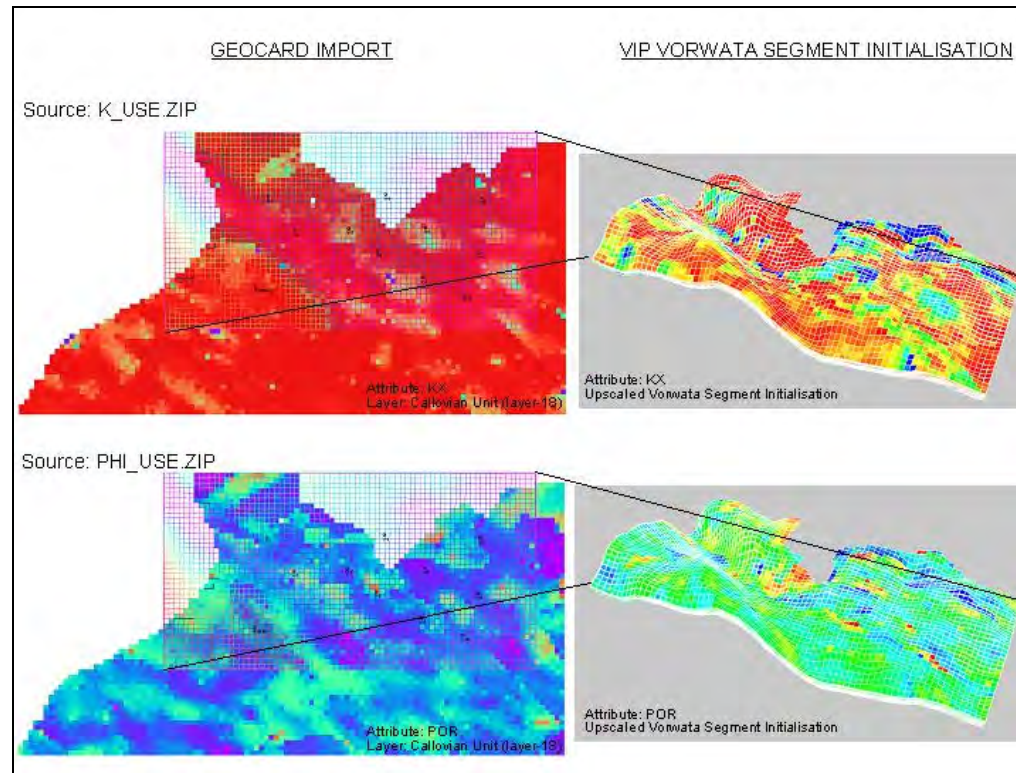 GEOCARD IMPORT
VIP VORWATA SEGMENT INITIALISATION
Source: K_USE.ZIP
Attribute: KX
Layer: Callovian Unit (layer-18)
Attribute: KX
Upscaled Vorwata Segment Initialisation
Source: PHI_USE.ZIP
Attribute: POR
Layer: Callovian Unit (layer-18)
Attribute: POR
Upscaled Vorwata Segment Initialisation